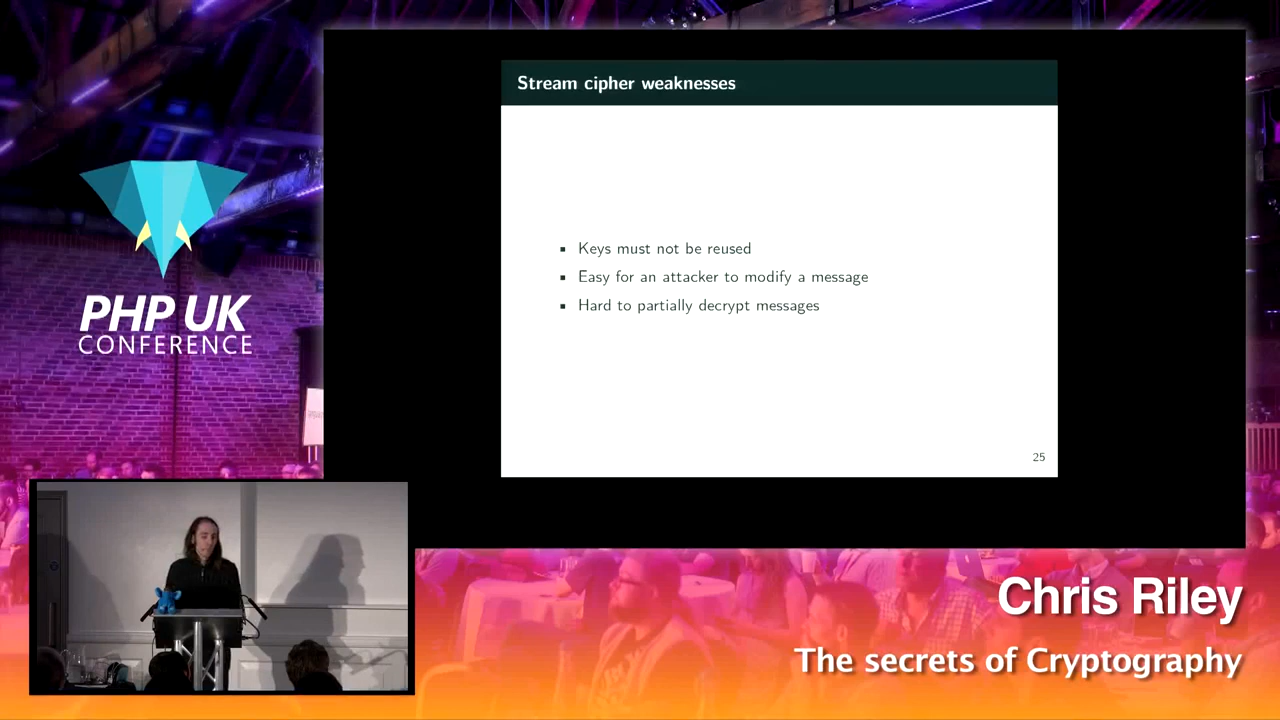 Stream cipher weaknesses
Keys must not be reused
Easy for an attacker to modify a message
Hard to partially decrypt messages
25
PHP UK
CONFERENCE
Chris Riley
The secrets of Cryptography